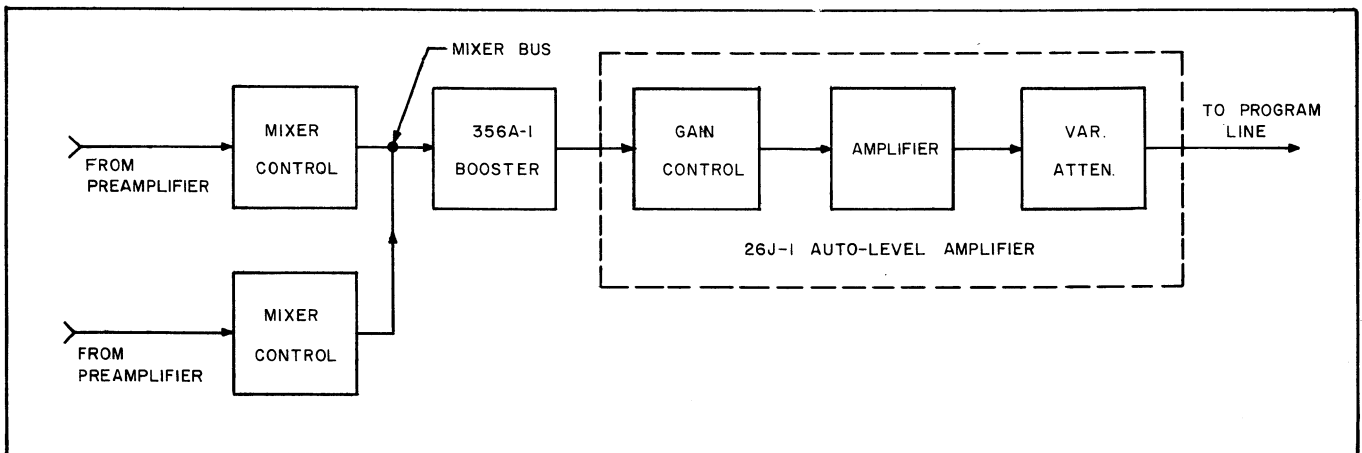 MIXER BUS
FROM
PREAMPLIFIER
MIXER
CONTROL
356A-1
BOOSTER
GAIN
CONTROL
AMPLIFIER
VAR.
ATTEN.
TO PROGRAM
LINE
26J-1 AUTO-LEVEL AMPLIFIER
FROM
PREAMPLIFIER
MIXER
CONTROL